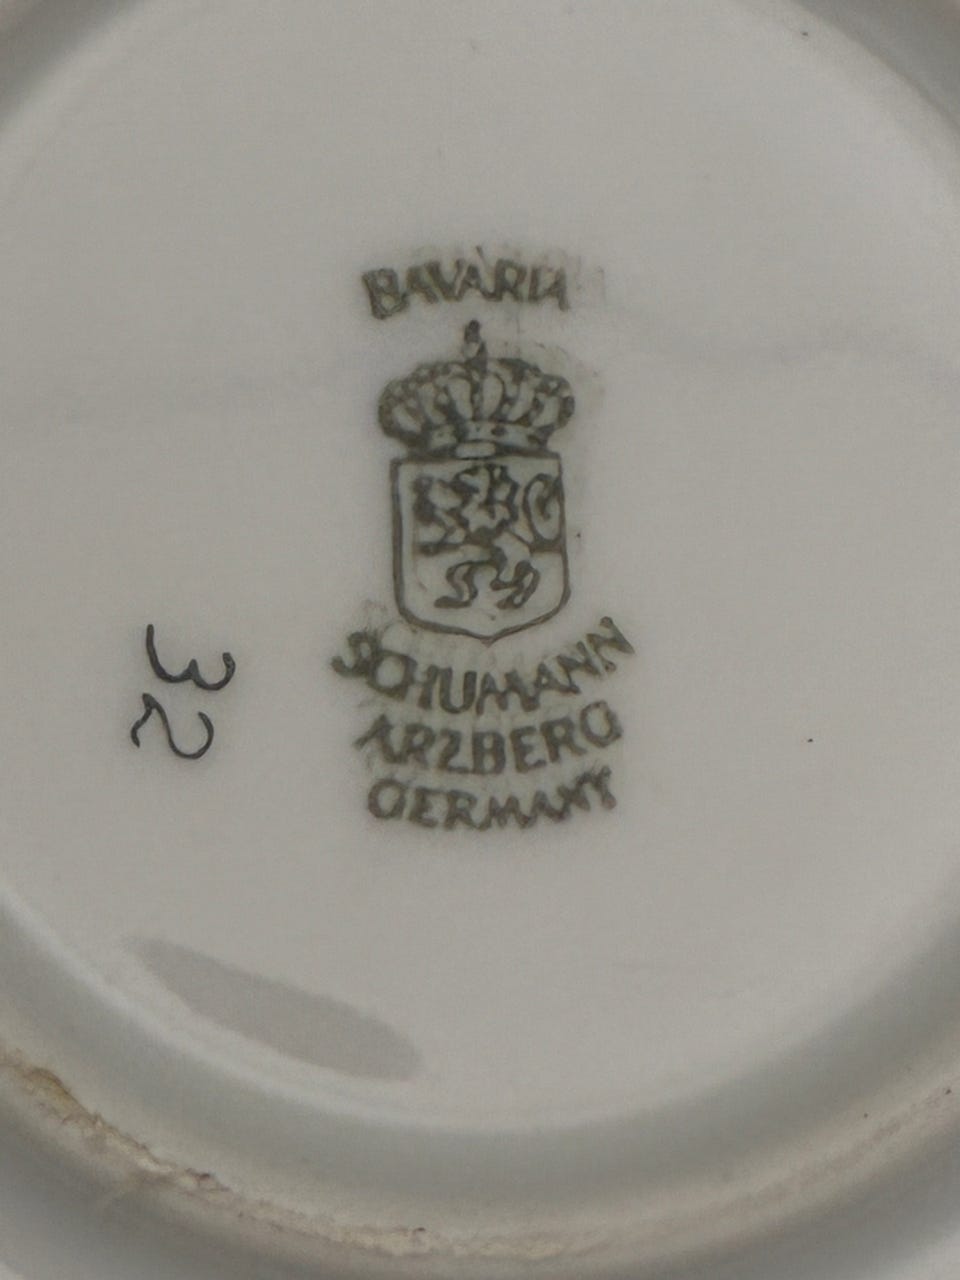 BAVARIA
SCHUMANN
ARZBERG
GERMANY
32